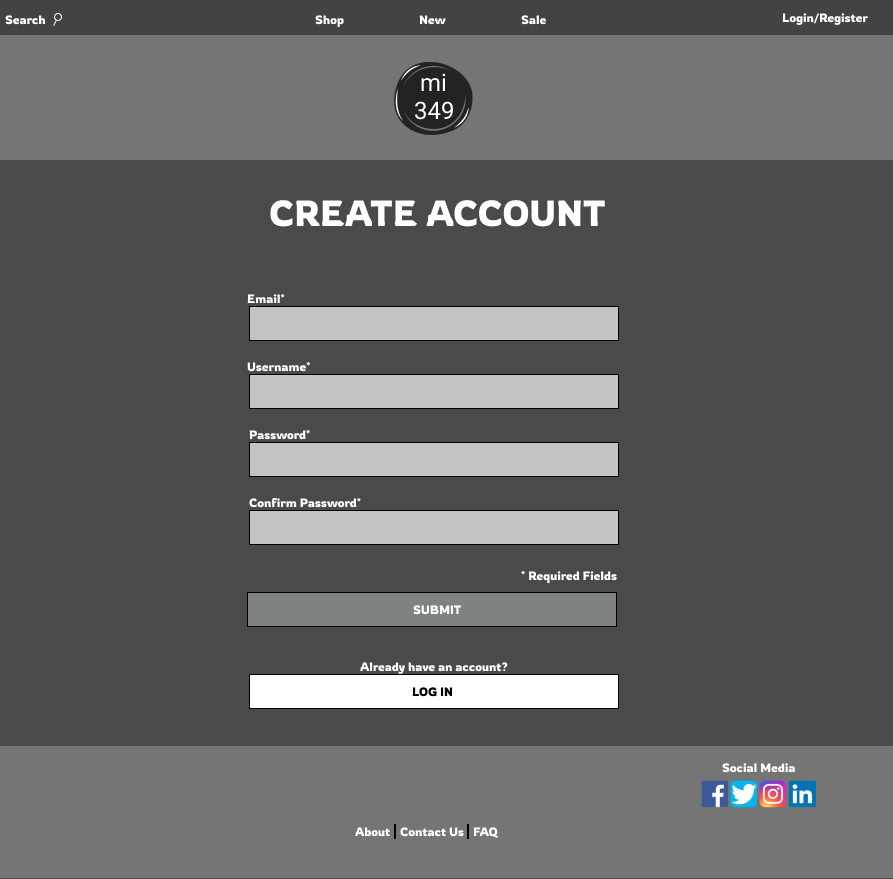 Search
Shop
New
Sale
Login/Register
mi
349
CREATE ACCOUNT
Email*
Username*
Password*
Confirm Password*
* Required Fields
SUBMIT
Already have an account?
LOG IN
Social Media
f
in
About | Contact Us | FAQ